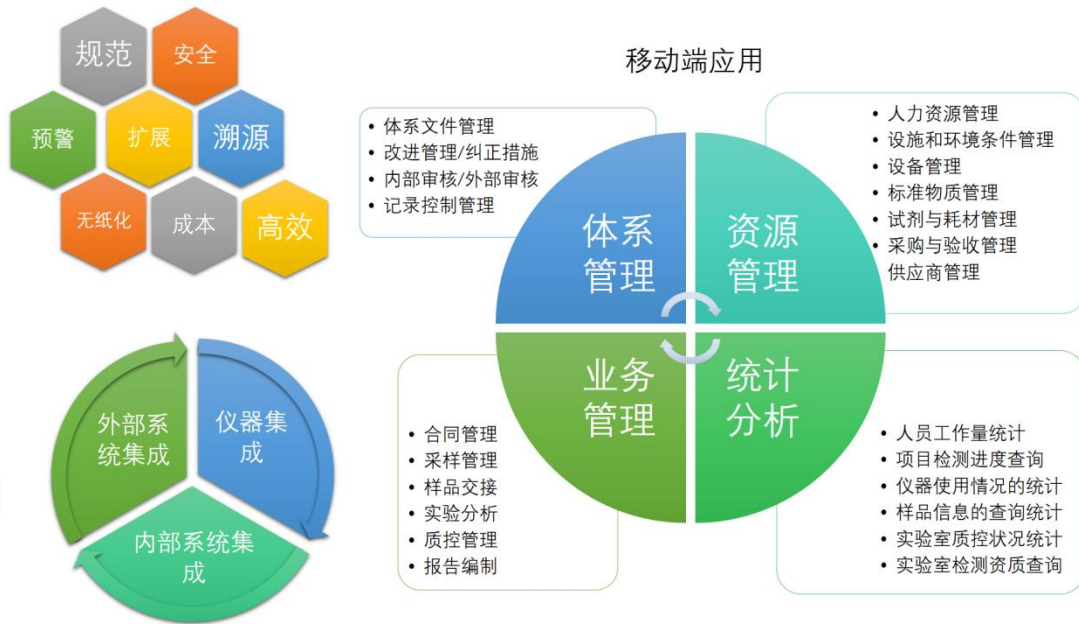 规范
安全
预警
扩展
溯源
无纸化
成本
高效
外部系
统集成
仪器集
成
内部系统集
成
移动端应用
• 体系文件管理
• 改进管理/纠正措施
• 内部审核/外部审核
• 记录控制管理
• 人力资源管理
• 设施和环境条件管理
• 设备管理
• 标准物质管理
• 试剂与耗材管理
• 采购与验收管理
供应商管理
体系
管理
资源
管理
业务
管理
统计
分析
• 合同管理
• 采样管理
• 样品交接
• 实验分析
• 质控管理
• 报告编制
• 人员工作量统计
• 项目检测进度查询
• 仪器使用情况的统计
• 样品信息的查询统计
• 实验室质控状况统计
• 实验室检测资质查询